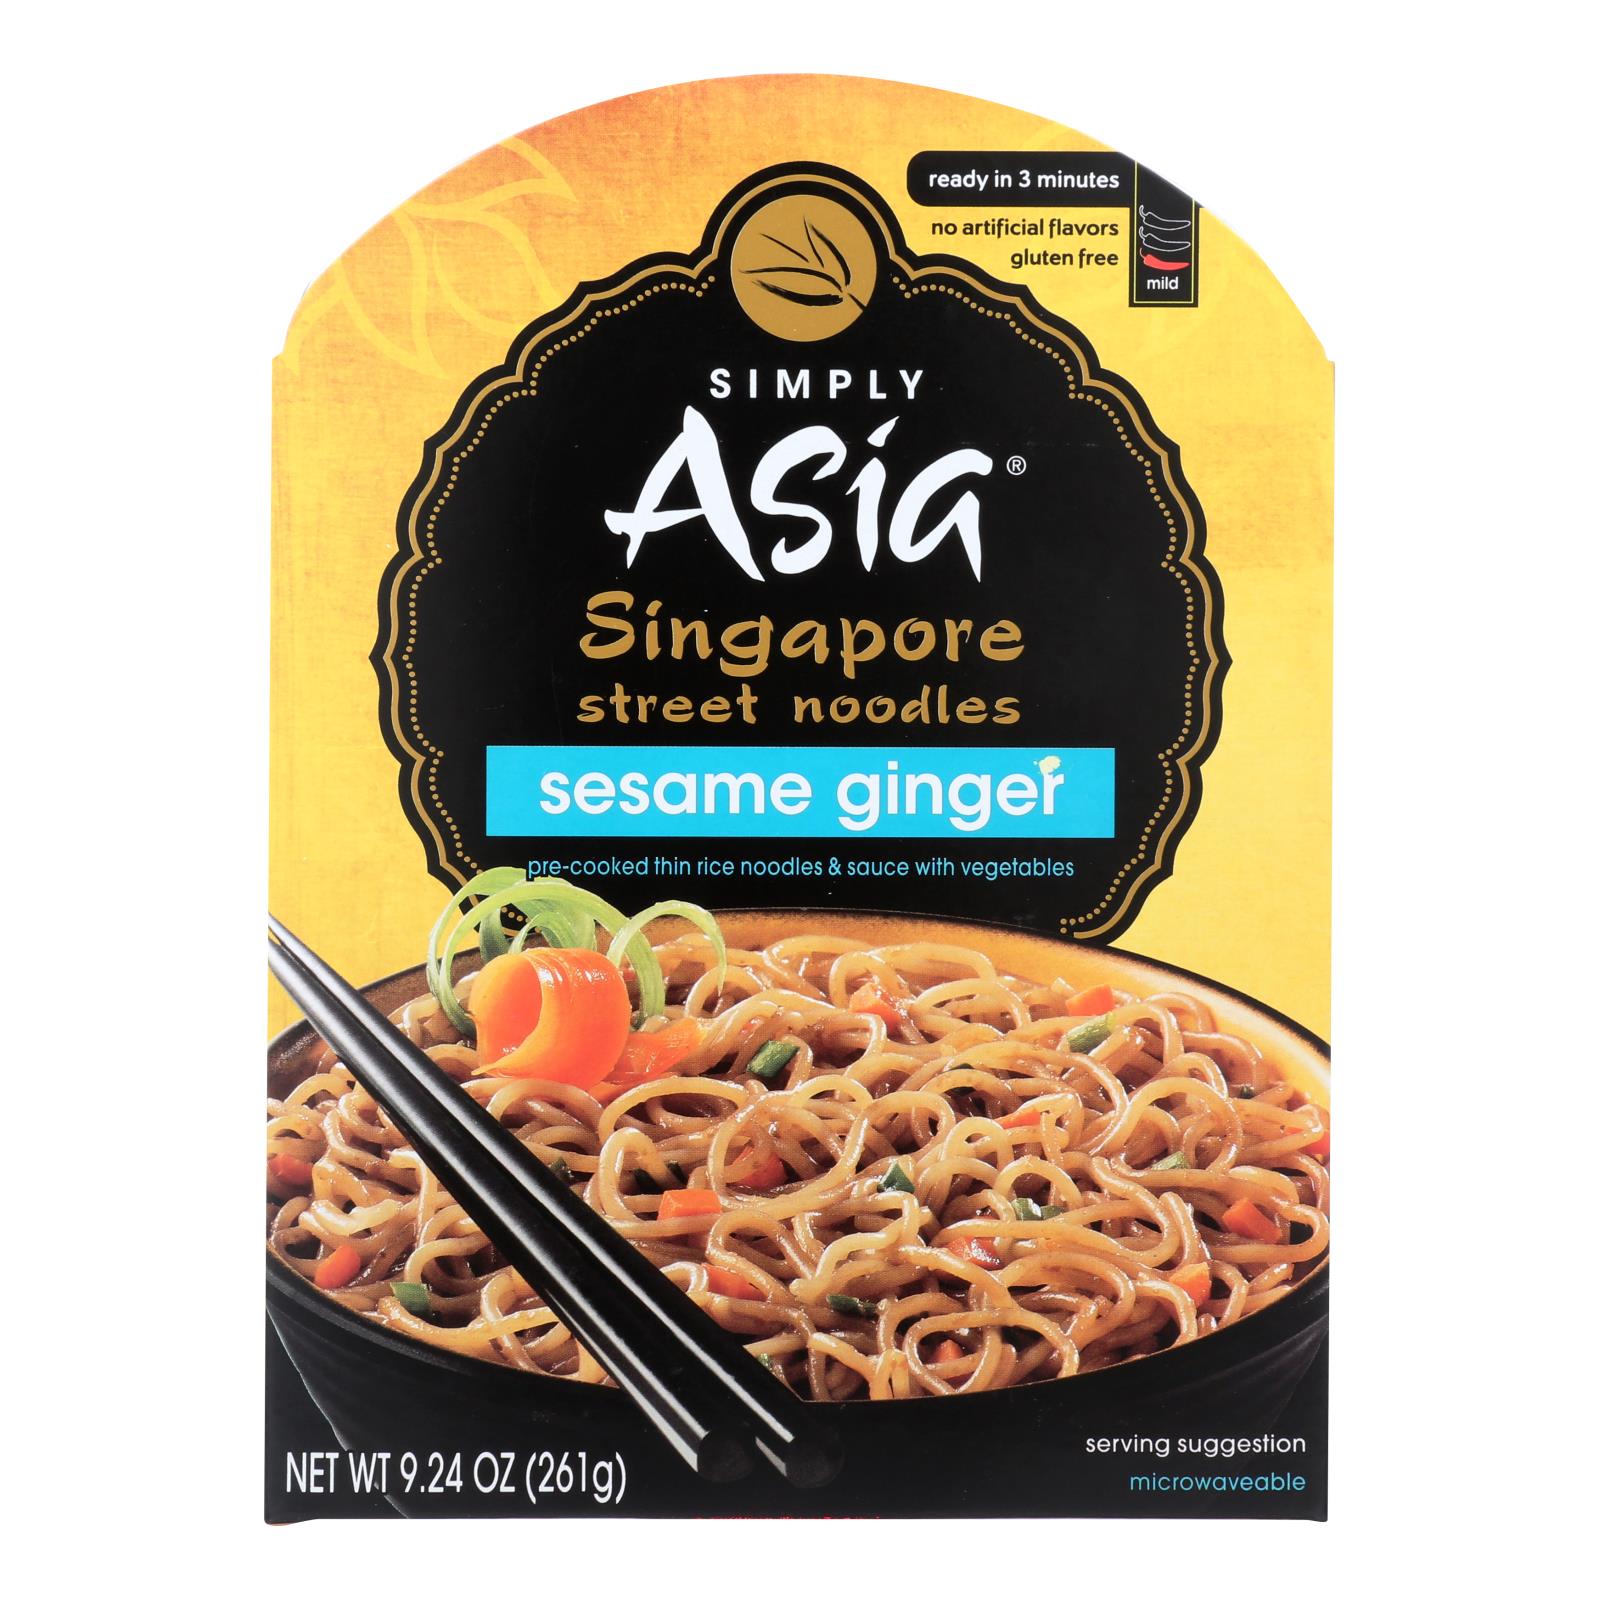 ready in 3 minutes
no artificial flavors
gluten free
mild
SIMPLY
Asia®
Singapore
street noodles
sesame ginger
pre-cooked thin rice noodles & sauce with vegetables
NET WT 9.24 OZ (261g)
serving suggestion
microwaveable